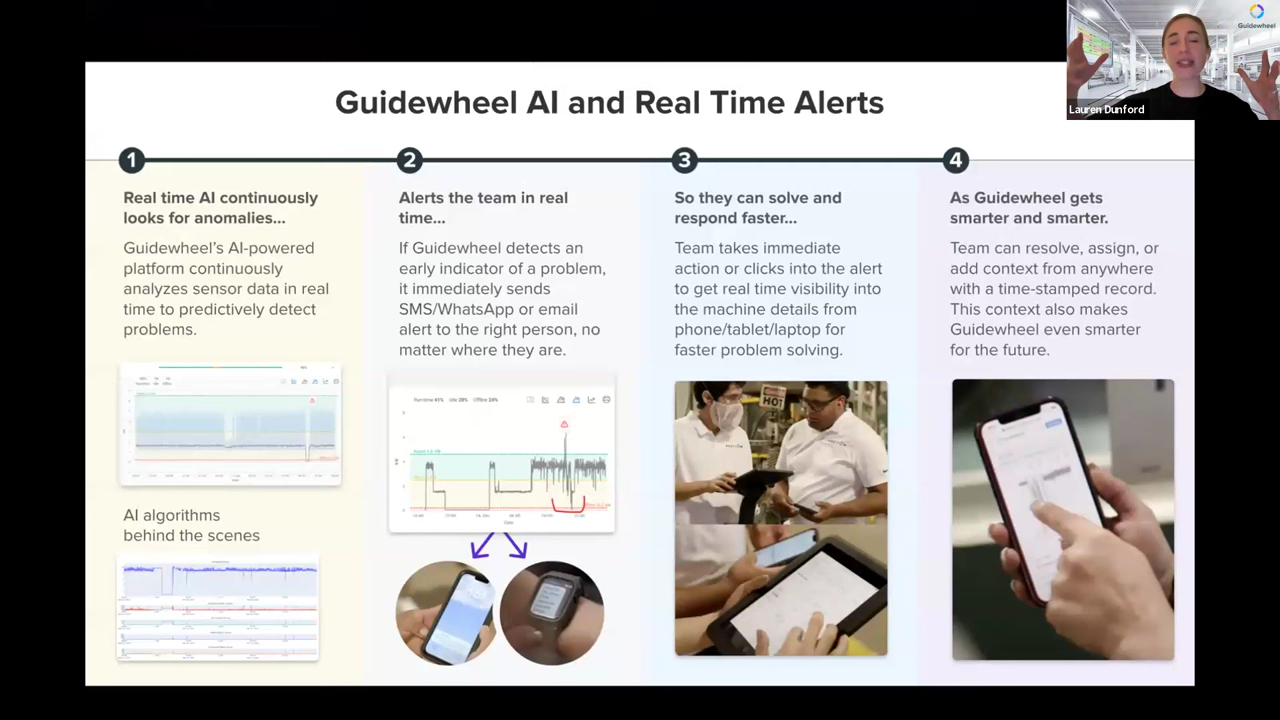 Guidewheel
Lauren Dunford
Guidewheel AI and Real Time Alerts
1
Real time AI continuously
looks for anomalies...
Guidewheel's AI-powered
platform continuously
analyzes sensor data in real
time to predictively detect
problems.
AI algorithms
behind the scenes
2
Alerts the team in real
time...
If Guidewheel detects an
early indicator of a problem,
it immediately sends
SMS/WhatsApp or email
alert to the right person, no
matter where they are.
Runtime 41% Idle 28% Offline 24%
Date
3
So they can solve and
respond faster...
Team takes immediate
action or clicks into the alert
to get real time visibility into
the machine details from
phone/tablet/laptop for
faster problem solving.
HOT
4
As Guidewheel gets
smarter and smarter.
Team can resolve, assign, or
add context from anywhere
with a time-stamped record.
This context also makes
Guidewheel even smarter
for the future.